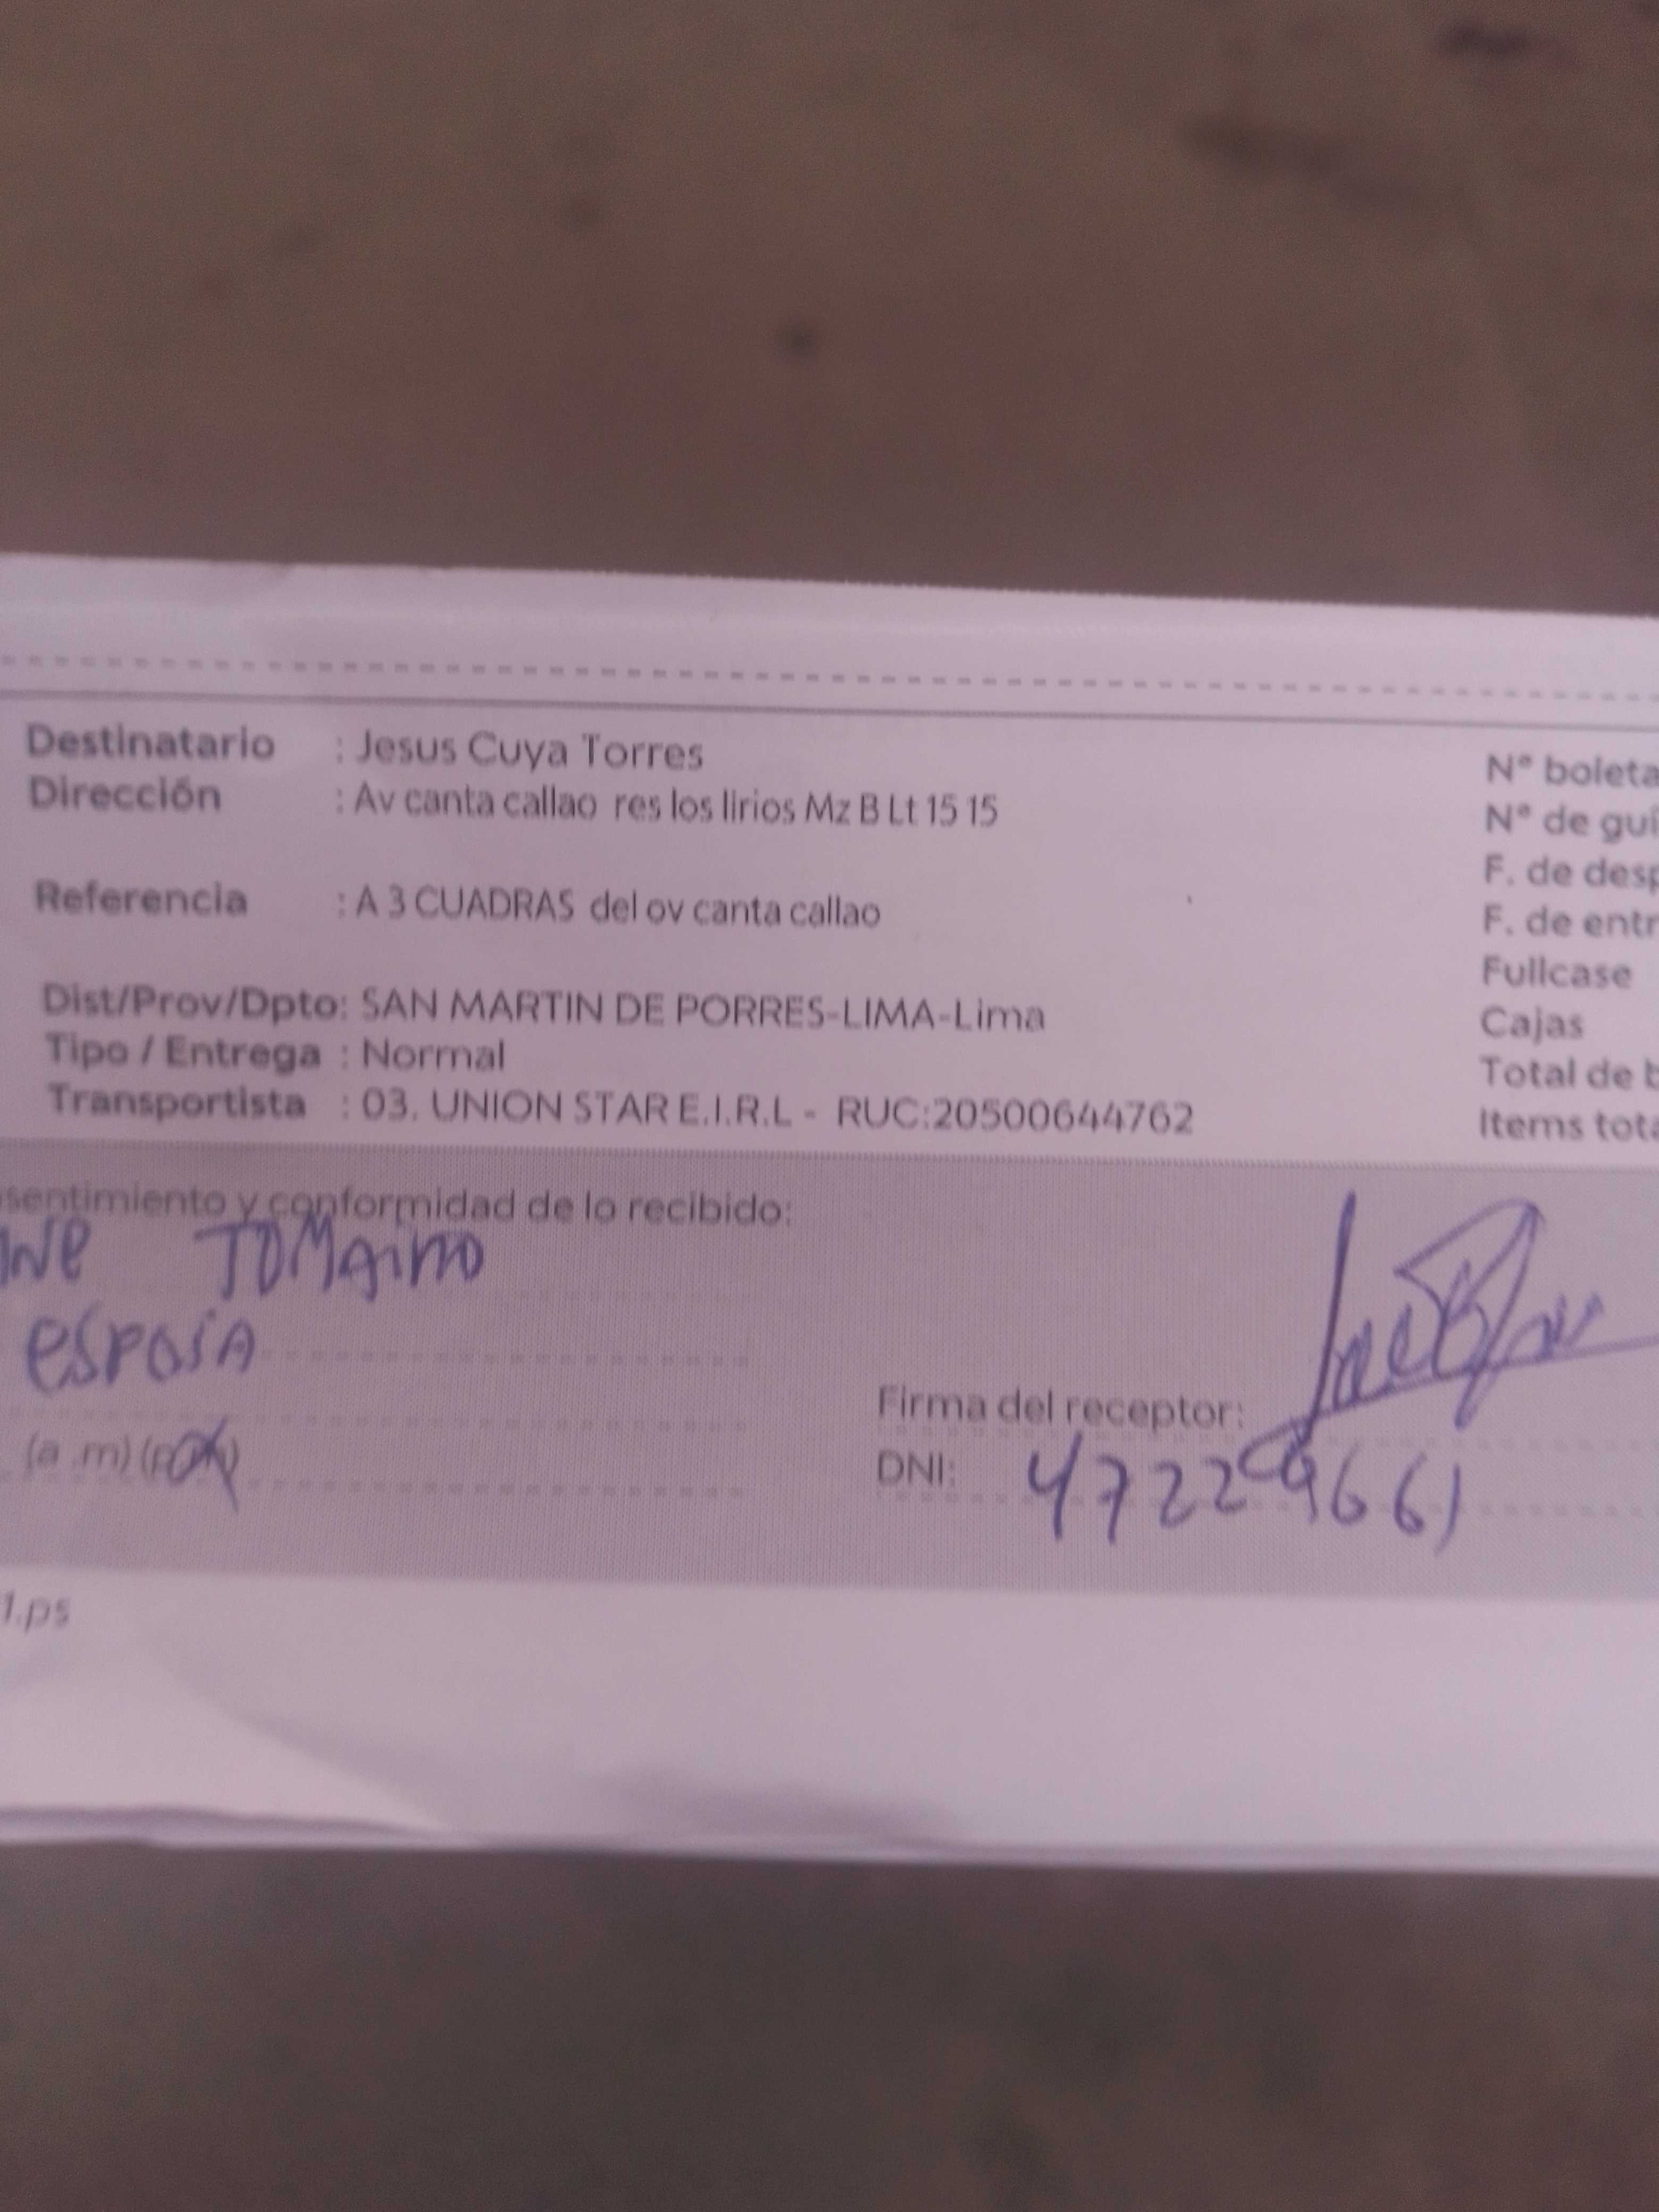 Destinatario : Jesus Cuya Torres
Dirección : Av canta callao res los lirios Mz B Lt 15 15
Referencia : A 3 CUADRAS del ov canta callao
Dist/Prov/Dpto: SAN MARTIN DE PORRES-LIMA-Lima
Tipo / Entrega : Normal
Transportista : 03. UNION STAR E.I.R.L - RUC:20500644762
N° boleta
N° de guí
F. de desp
F. de entr
Fullcase
Cajas
Total de b
Items tota
sentimiento y conformidad de lo recibido:
esposA
(a .m)
Firma del receptor:
DNI: 47229661
1.ps